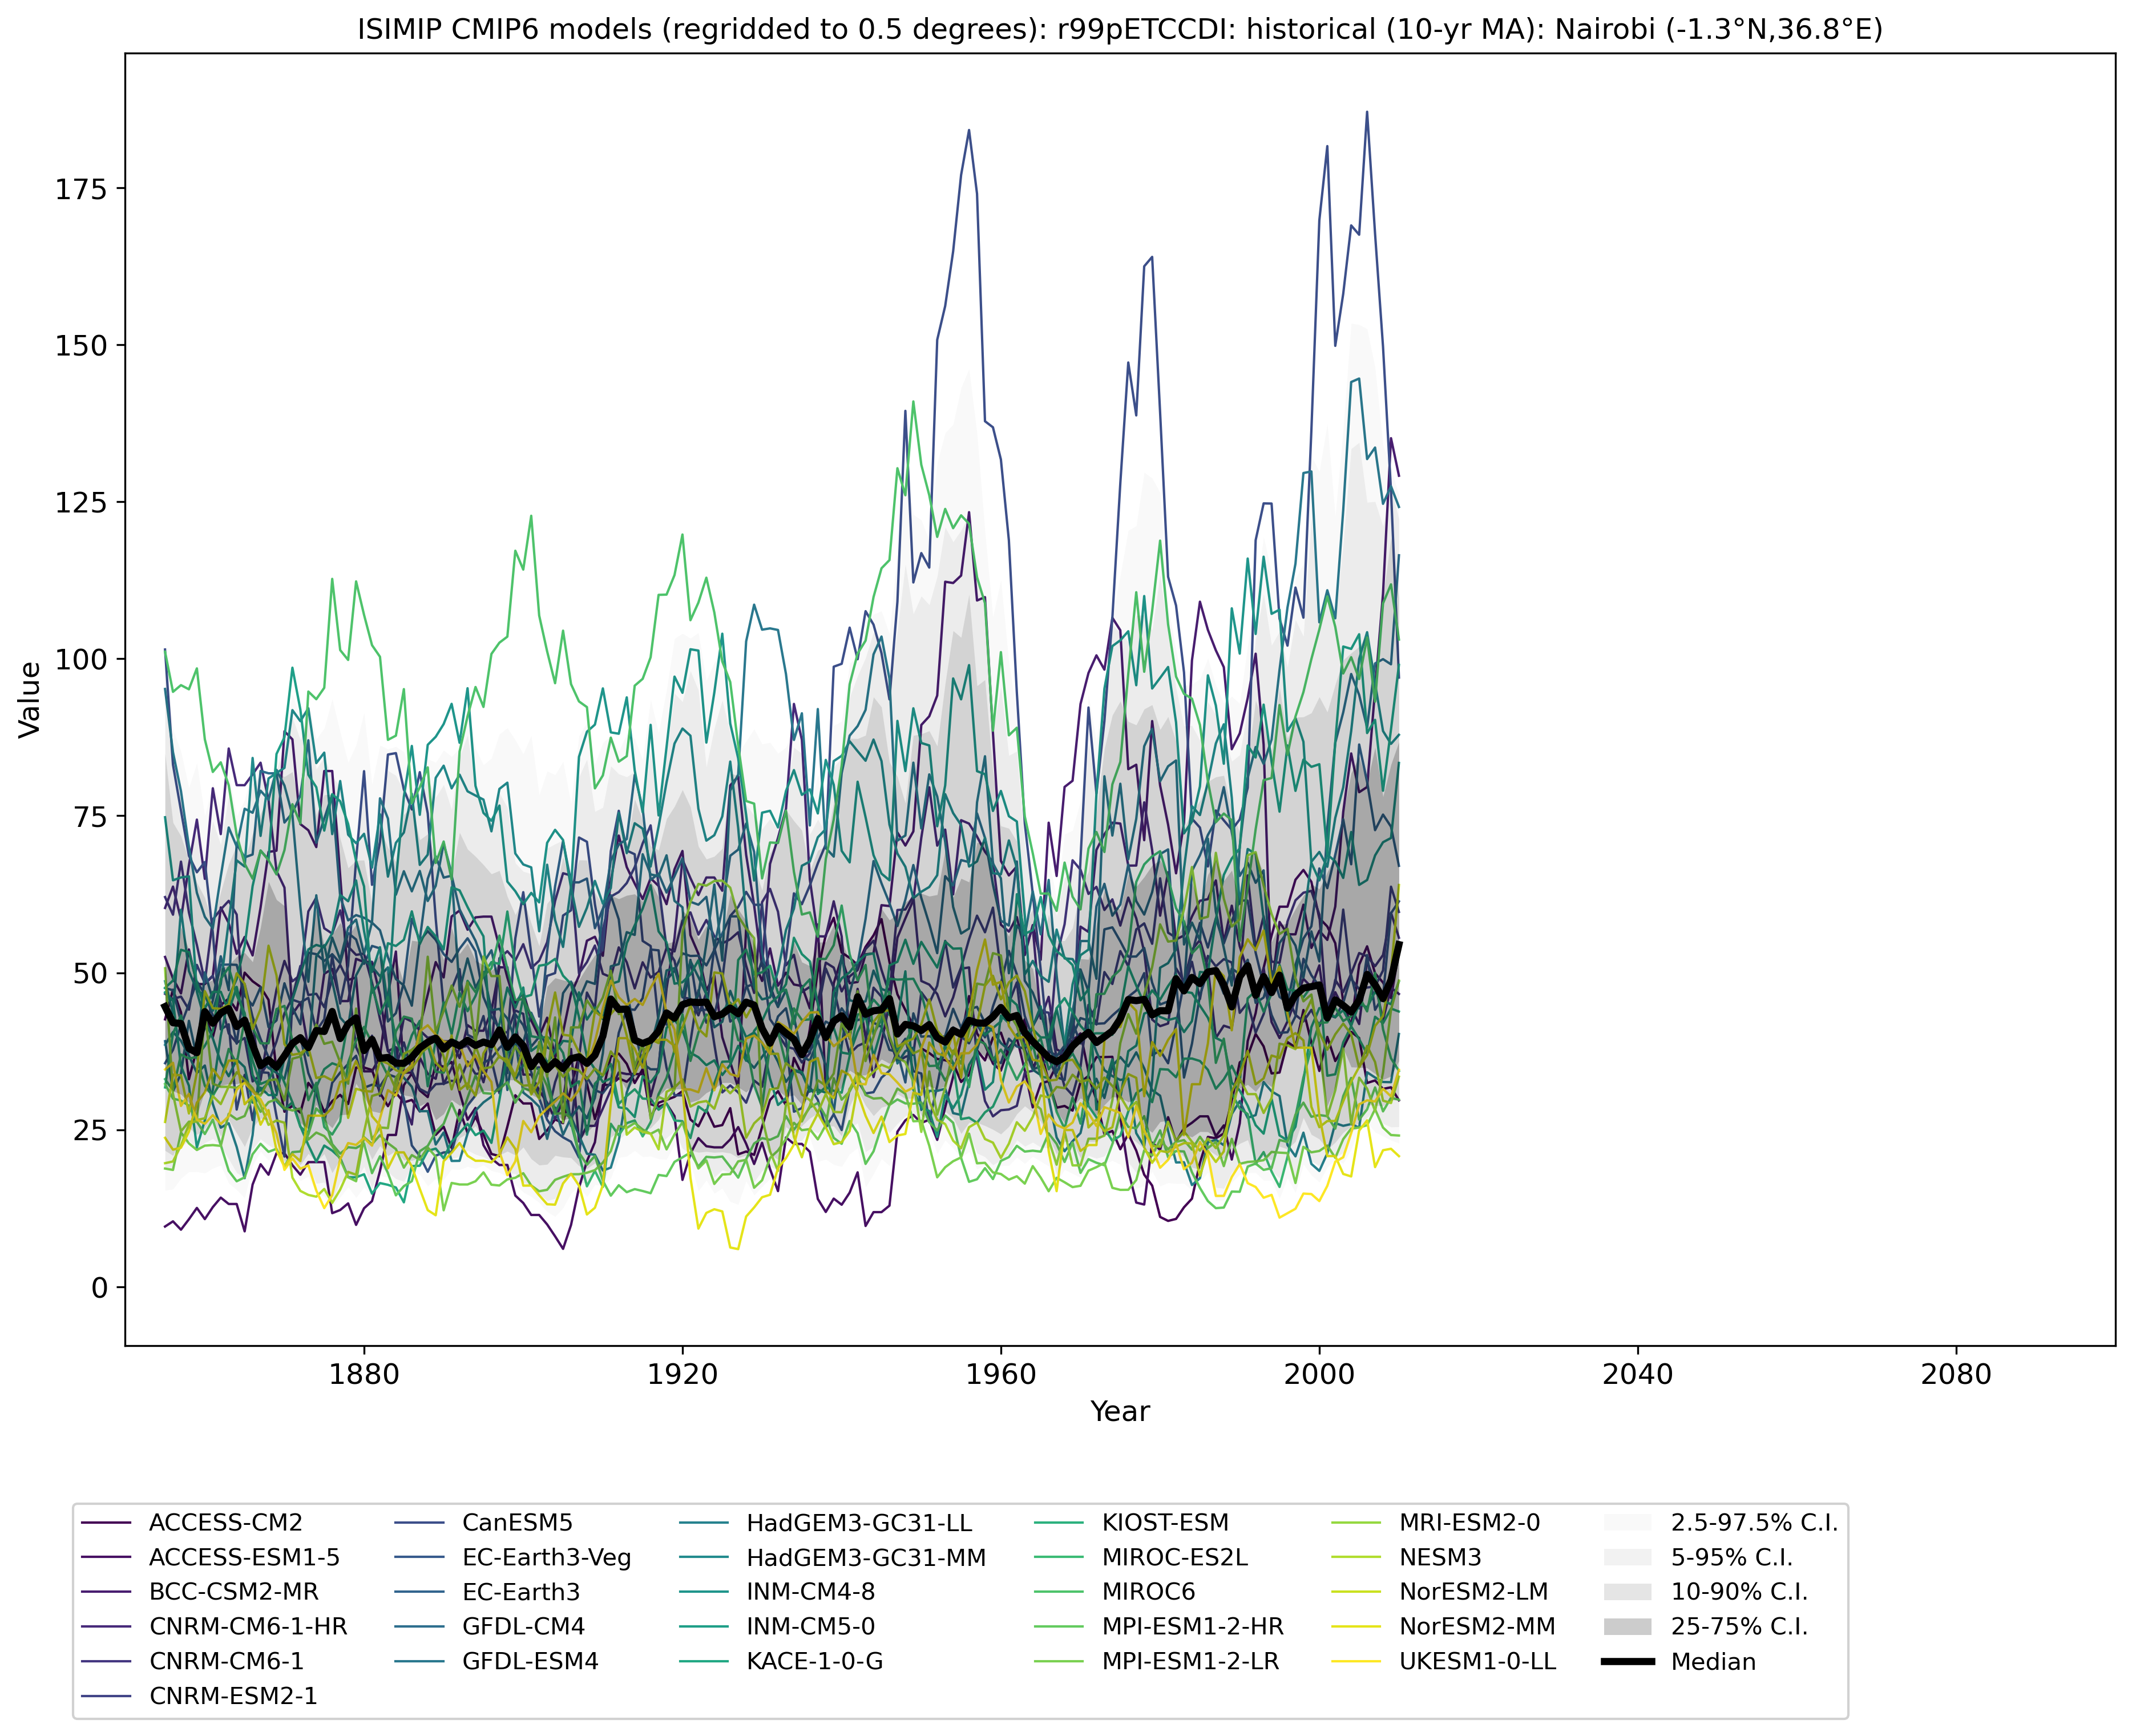 ISIMIP CMIP6 models (regridded to 0.5 degrees): r99pETCCDI: historical (10-yr MA): Nairobi (-1.3°N,36.8°E)
175
150
125
100
75
50
25
0
Value
1880 1920 1960 2000 2040 2080
Year
ACCESS-CM2 CanESM5 HadGEM3-GC31-LL KIOST-ESM MRI-ESM2-0 2.5-97.5% C.I.
ACCESS-ESM1-5 EC-Earth3-Veg HadGEM3-GC31-MM MIROC-ES2L NESM3 5-95% C.I.
BCC-CSM2-MR EC-Earth3 INM-CM4-8 MIROC6 NorESM2-LM 10-90% C.I.
CNRM-CM6-1-HR GFDL-CM4 INM-CM5-0 MPI-ESM1-2-HR NorESM2-MM 25-75% C.I.
CNRM-CM6-1 GFDL-ESM4 KACE-1-0-G MPI-ESM1-2-LR UKESM1-0-LL Median
CNRM-ESM2-1